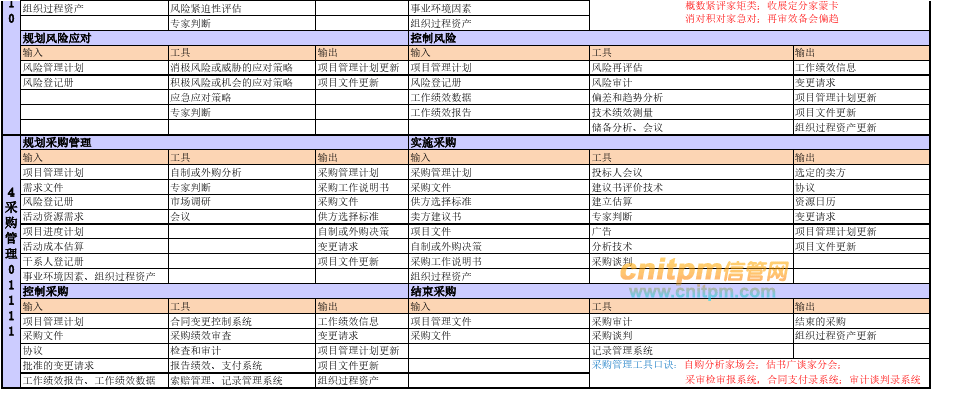 1 组织过程资产 风险紧迫性评估 事业环境因素 概数紧评家矩类；收展定分家蒙卡
0 专家判断 组织过程资产 消对积对家急对；再审效备会偏趋
规划风险应对 控制风险
输入 工具 输出 输入 工具 输出
风险管理计划 消极风险或威胁的应对策略 项目管理计划更新 项目管理计划 风险再评估 工作绩效信息
风险登记册 积极风险或机会的应对策略 项目文件更新 风险登记册 风险审计 变更请求
应急应对策略 工作绩效数据 偏差和趋势分析 项目管理计划更新
专家判断 工作绩效报告 技术绩效测量 项目文件更新
储备分析、会议 组织过程资产更新
4采购管理01111
规划采购管理 实施采购
输入 工具 输出 输入 工具 输出
项目管理计划 自制或外购分析 采购管理计划 采购管理计划 投标人会议 选定的卖方
需求文件 专家判断 采购工作说明书 采购文件 建议书评价技术 协议
风险登记册 市场调研 采购文件 供方选择标准 建立估算 资源日历
活动资源需求 会议 供方选择标准 卖方建议书 专家判断 变更请求
项目进度计划 自制或外购决策 项目文件 广告 项目管理计划更新
活动成本估算 变更请求 自制或外购决策 分析技术 项目文件更新
干系人登记册 项目文件更新 采购工作说明书 采购谈判
事业环境因素、组织过程资产 组织过程资产
cnitpm信管网
www.cnitpm.com
控制采购 结束采购
输入 工具 输出 输入 工具 输出
项目管理计划 合同变更控制系统 工作绩效信息 项目管理文件 采购审计 结束的采购
采购文件 采购绩效审查 变更请求 采购文件 采购谈判 组织过程资产更新
协议 检查和审计 项目管理计划更新 记录管理系统
批准的变更请求 报告绩效、支付系统 项目文件更新 采购管理工具口诀：自购分析家场会；估书广谈家分会；
工作绩效报告、工作绩效数据 索赔管理、记录管理系统 组织过程资产 采审检审报系统，合同支付录系统；审计谈判录系统